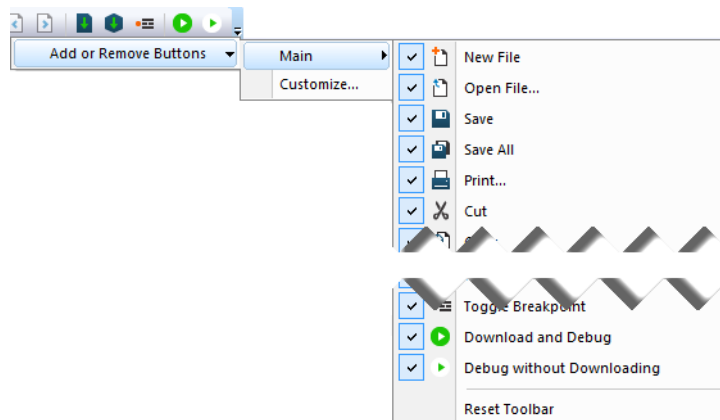 Add or Remove Buttons
Main
Customize...
New File
Open File...
Save
Save All
Print...
Cut
Toggle Breakpoint
Download and Debug
Debug without Downloading
Reset Toolbar